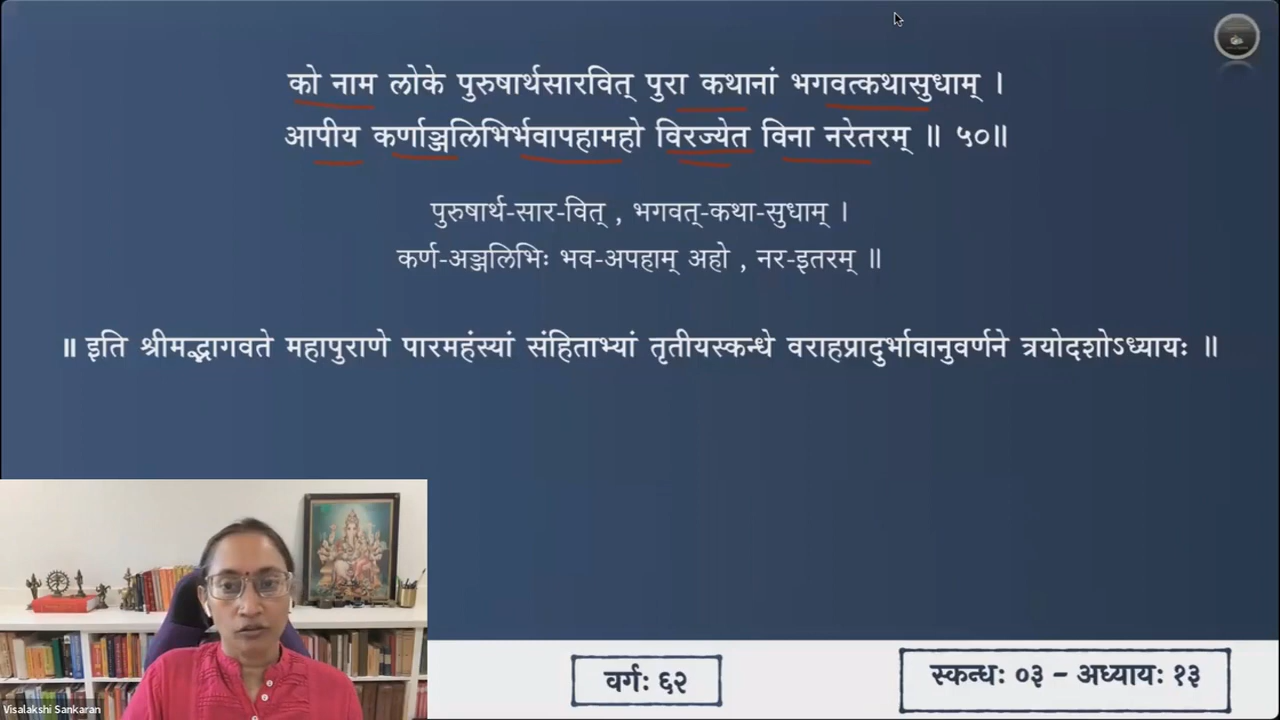 को नाम लोके पुरुषार्थसारवित् पुरा कथानां भगवत्कथासुधाम् ।
आपीय कर्णाञ्जलिभिर्भवापहामहो विरज्येत विना नरेतरम् ॥ ५०॥
पुरुषार्थ-सार-वित् , भगवत्-कथा-सुधाम् ।
कर्ण-अञ्जलिभिः भव-अपहाम् अहो , नर-इतरम् ॥
॥ इति श्रीमद्भागवते महापुराणे पारमहंस्यां संहिताभ्यां तृतीयस्कन्धे वराहप्रादुर्भावानुवर्णने त्रयोदशोऽध्यायः ॥
वर्गः ६२
स्कन्धः ०३ – अध्यायः १३
Visalakshi Sankaran